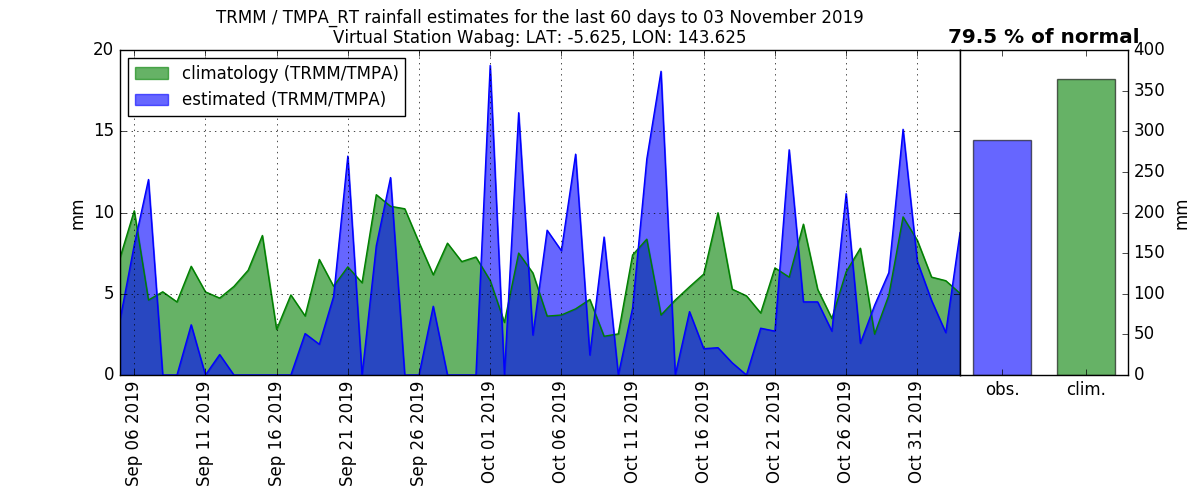 TRMM / TMPA_RT rainfall estimates for the last 60 days to 03 November 2019
Virtual Station Wabag: LAT: -5.625, LON: 143.625
79.5 % of normal
climatology (TRMM/TMPA)
estimated (TRMM/TMPA)
20
15
10
5
0
mm
400
350
300
250
200
150
100
50
0
mm
Sep 06 2019
Sep 11 2019
Sep 16 2019
Sep 21 2019
Sep 26 2019
Oct 01 2019
Oct 06 2019
Oct 11 2019
Oct 16 2019
Oct 21 2019
Oct 26 2019
Oct 31 2019
obs.
clim.